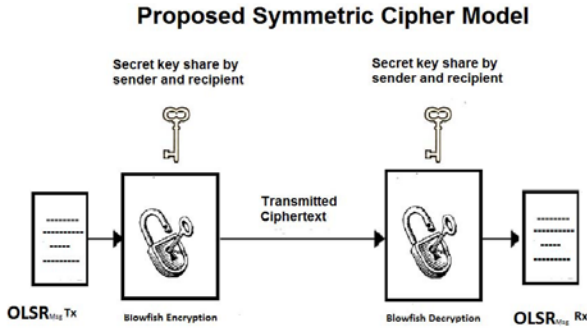 Proposed Symmetric Cipher Model
Secret key share by
sender and recipient
Secret key share by
sender and recipient
Transmitted
Ciphertext
OLSR Msg Tx
Blowfish Encryption
Blowfish Decryption
OLSR Msg Rx